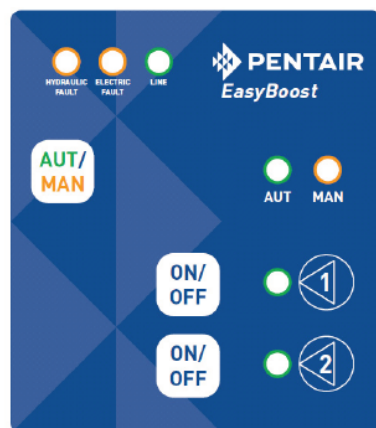 PENTAIR
EasyBoost
HYDRAULIC
FAULT
ELECTRIC
FAULT
LINE
AUT/
MAN
AUT
MAN
ON/
OFF
1
ON/
OFF
2